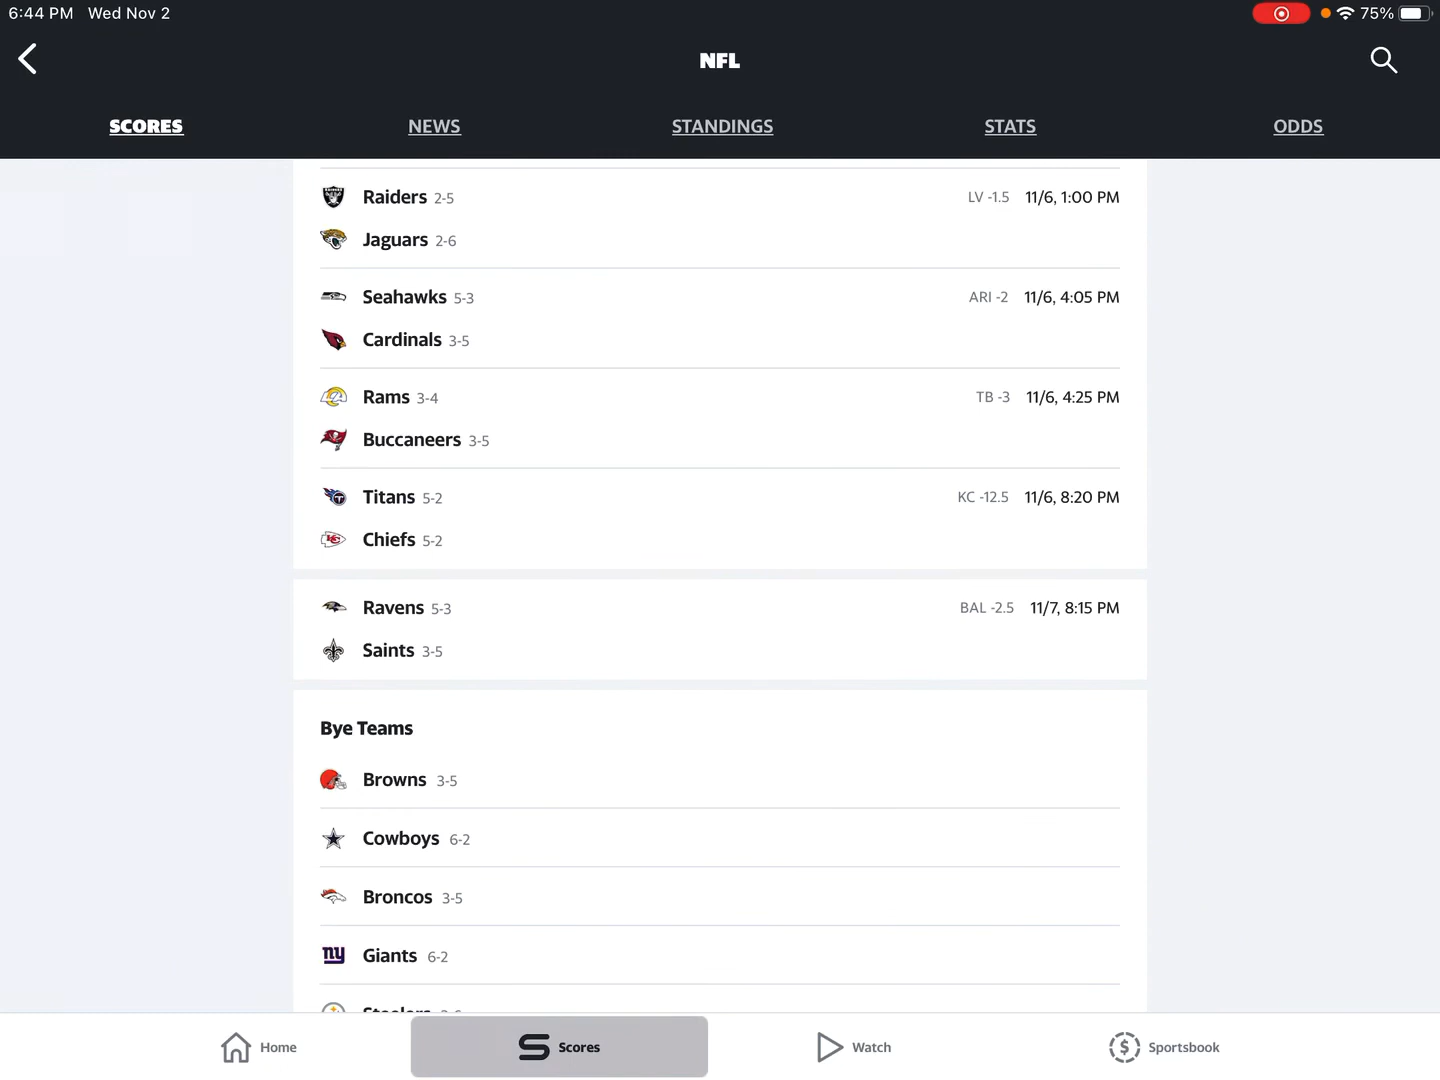 6:44 PM Wed Nov 2 75%
NFL
SCORES NEWS STANDINGS STATS ODDS
Raiders 2-5 LV -1.5 11/6, 1:00 PM
Jaguars 2-6
Seahawks 5-3 ARI -2 11/6, 4:05 PM
Cardinals 3-5
Rams 3-4 TB -3 11/6, 4:25 PM
Buccaneers 3-5
Titans 5-2 KC -12.5 11/6, 8:20 PM
Chiefs 5-2
Ravens 5-3 BAL -2.5 11/7, 8:15 PM
Saints 3-5
Bye Teams
Browns 3-5
Cowboys 6-2
Broncos 3-5
Giants 6-2
Steelers 2-6
Home Scores Watch Sportsbook